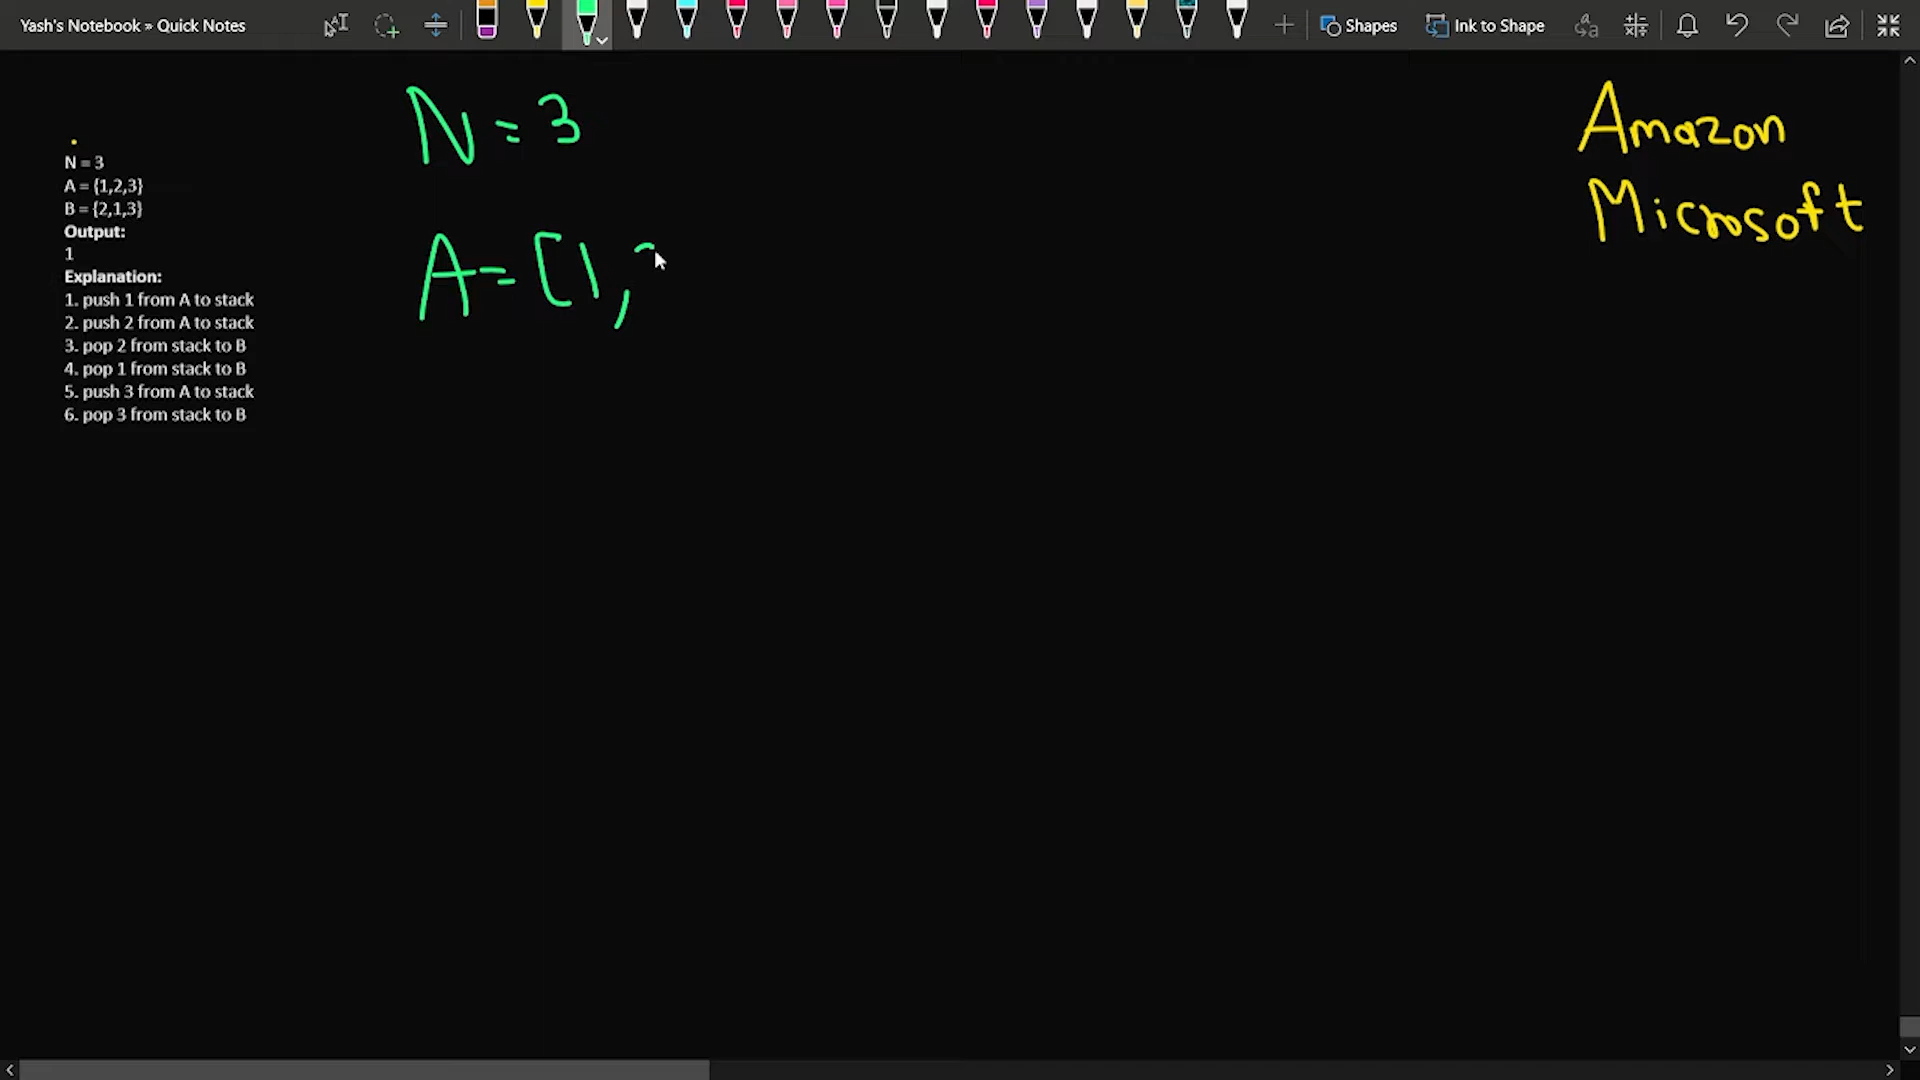 Yash's Notebook » Quick Notes
Shapes
Ink to Shape
N = 3
A = {1,2,3}
B = {2,1,3}
Output:
1
Explanation:
1. push 1 from A to stack
2. push 2 from A to stack
3. pop 2 from stack to B
4. pop 1 from stack to B
5. push 3 from A to stack
6. pop 3 from stack to B
N = 3
A = [1,
Amazon
Microsoft